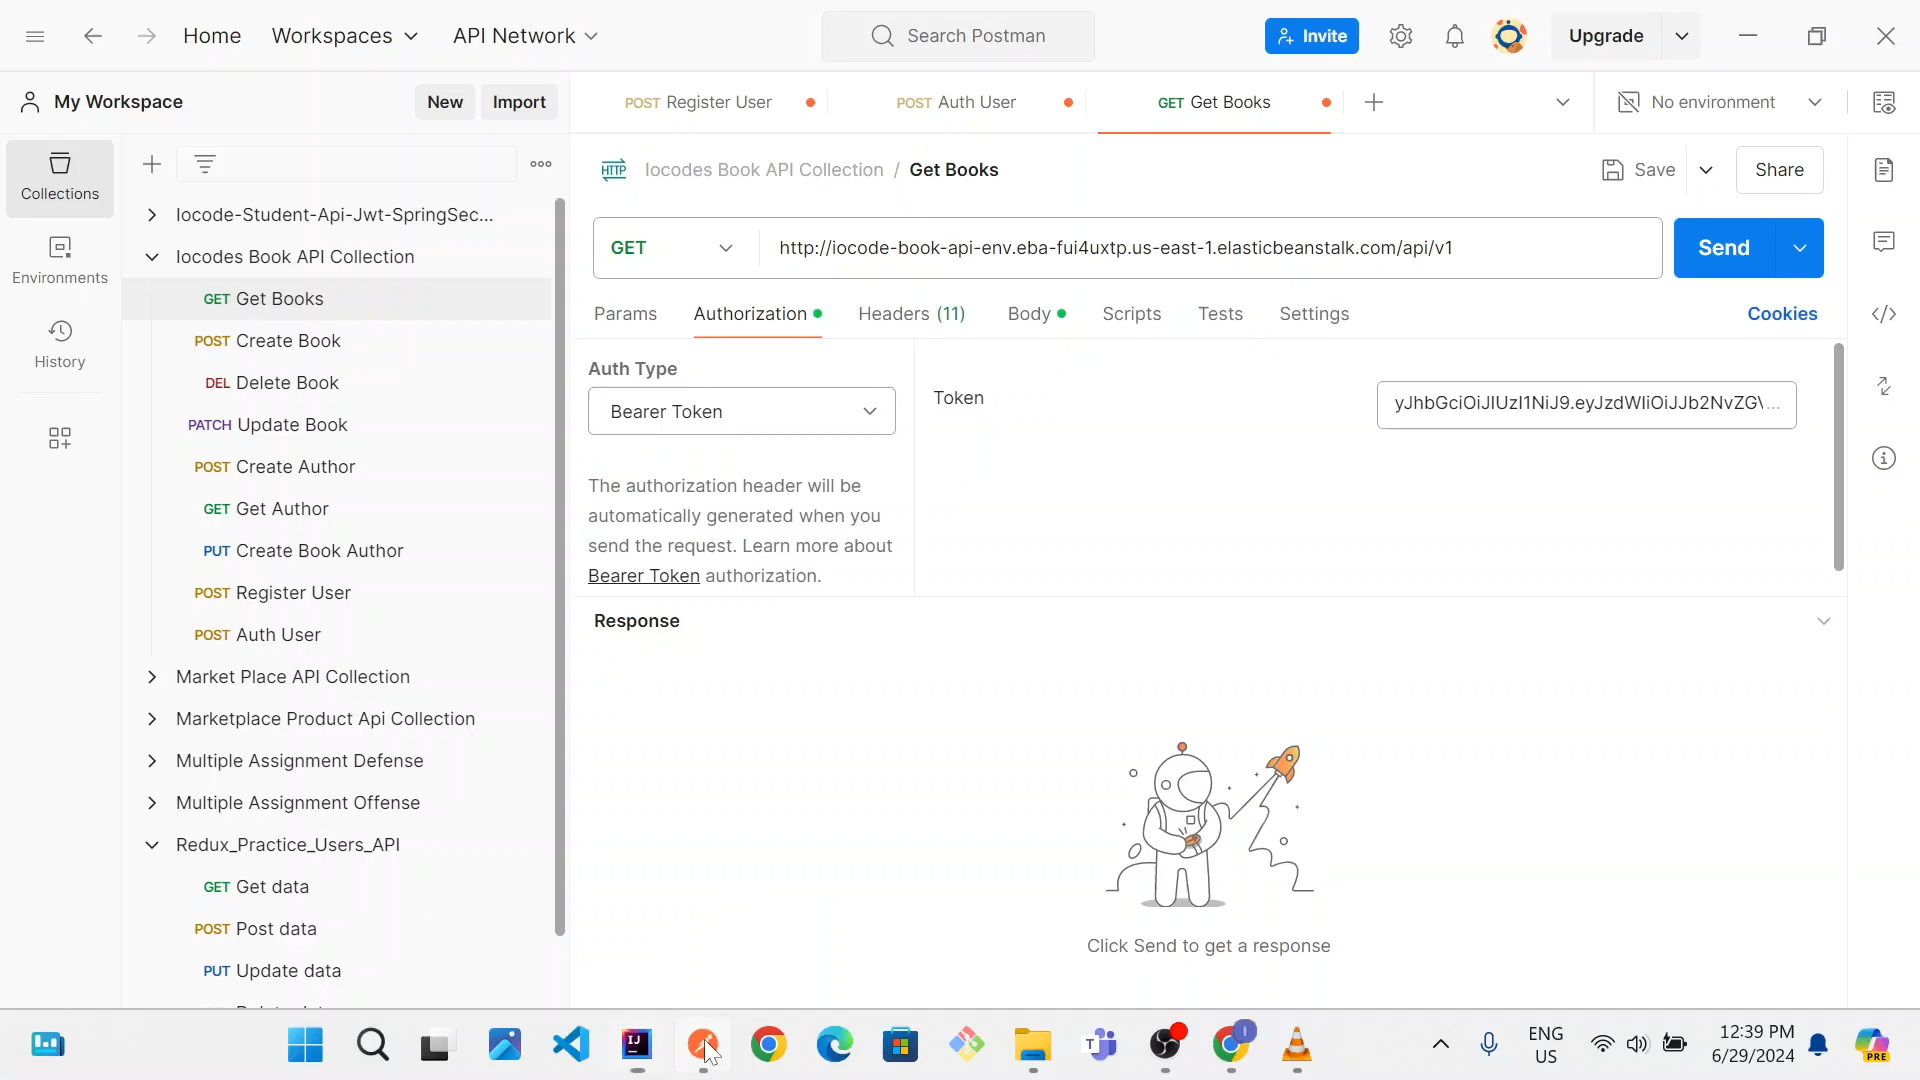 Home
Workspaces
API Network
Search Postman
Invite
Upgrade
My Workspace
New
Import
POST Register User
POST Auth User
GET Get Books
No environment
Collections
Environments
History
Iocode-Student-Api-Jwt-SpringSec...
Iocodes Book API Collection
GET Get Books
POST Create Book
DEL Delete Book
PATCH Update Book
POST Create Author
GET Get Author
PUT Create Book Author
POST Register User
POST Auth User
Market Place API Collection
Marketplace Product Api Collection
Multiple Assignment Defense
Multiple Assignment Offense
Redux_Practice_Users_API
GET Get data
POST Post data
PUT Update data
HTTP
Iocodes Book API Collection / Get Books
Save
Share
GET
http://iocode-book-api-env.eba-fui4uxtp.us-east-1.elasticbeanstalk.com/api/v1
Send
Params
Authorization
Headers (11)
Body
Scripts
Tests
Settings
Cookies
Auth Type
Bearer Token
The authorization header will be
automatically generated when you
send the request. Learn more about
Bearer Token authorization.
Token
yJhbGciOiJIUzI1NiJ9.eyJzdWIiOiJJb2NvZG\...
Response
Click Send to get a response
ENG
US
12:39 PM
6/29/2024
PRE